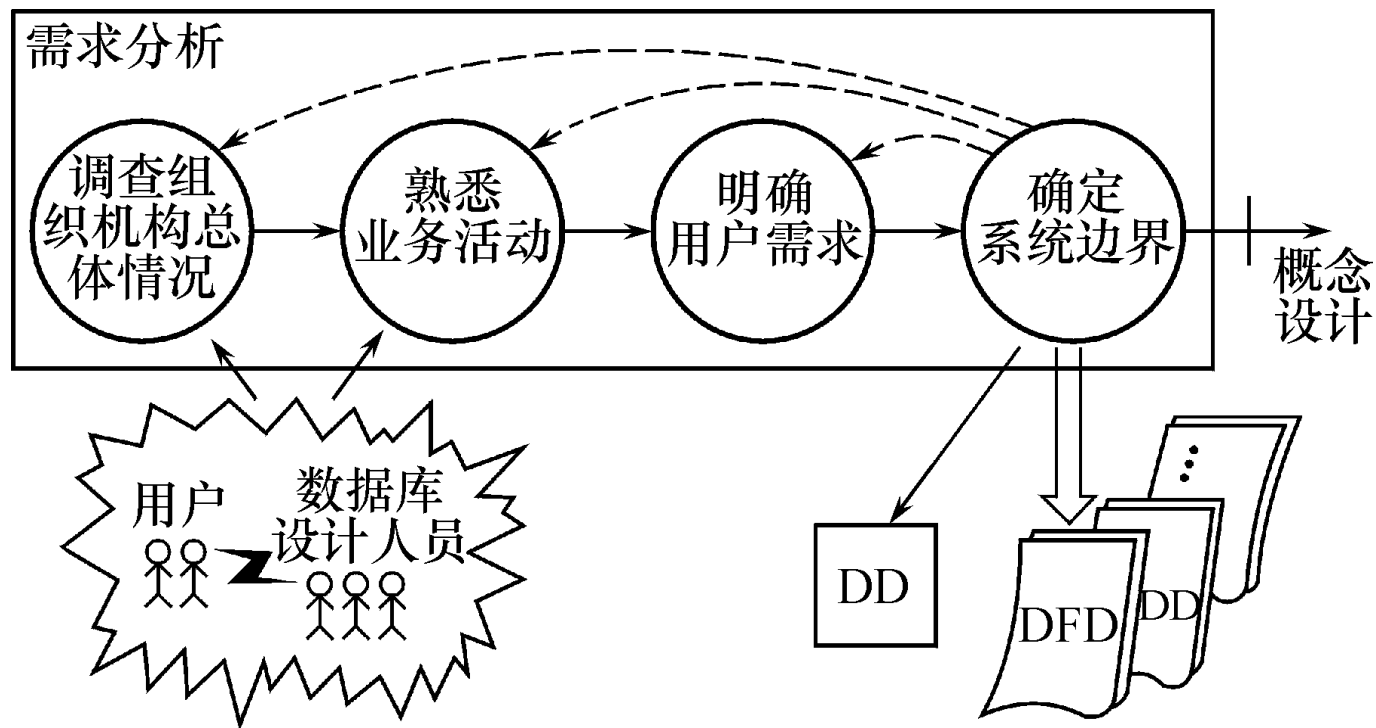 需求分析
调查组
织机构总
体情况
熟悉
业务活动
明确
用户需求
确定
系统边界
概念
设计
用户
数据库
设计人员
DD
DFD
DD